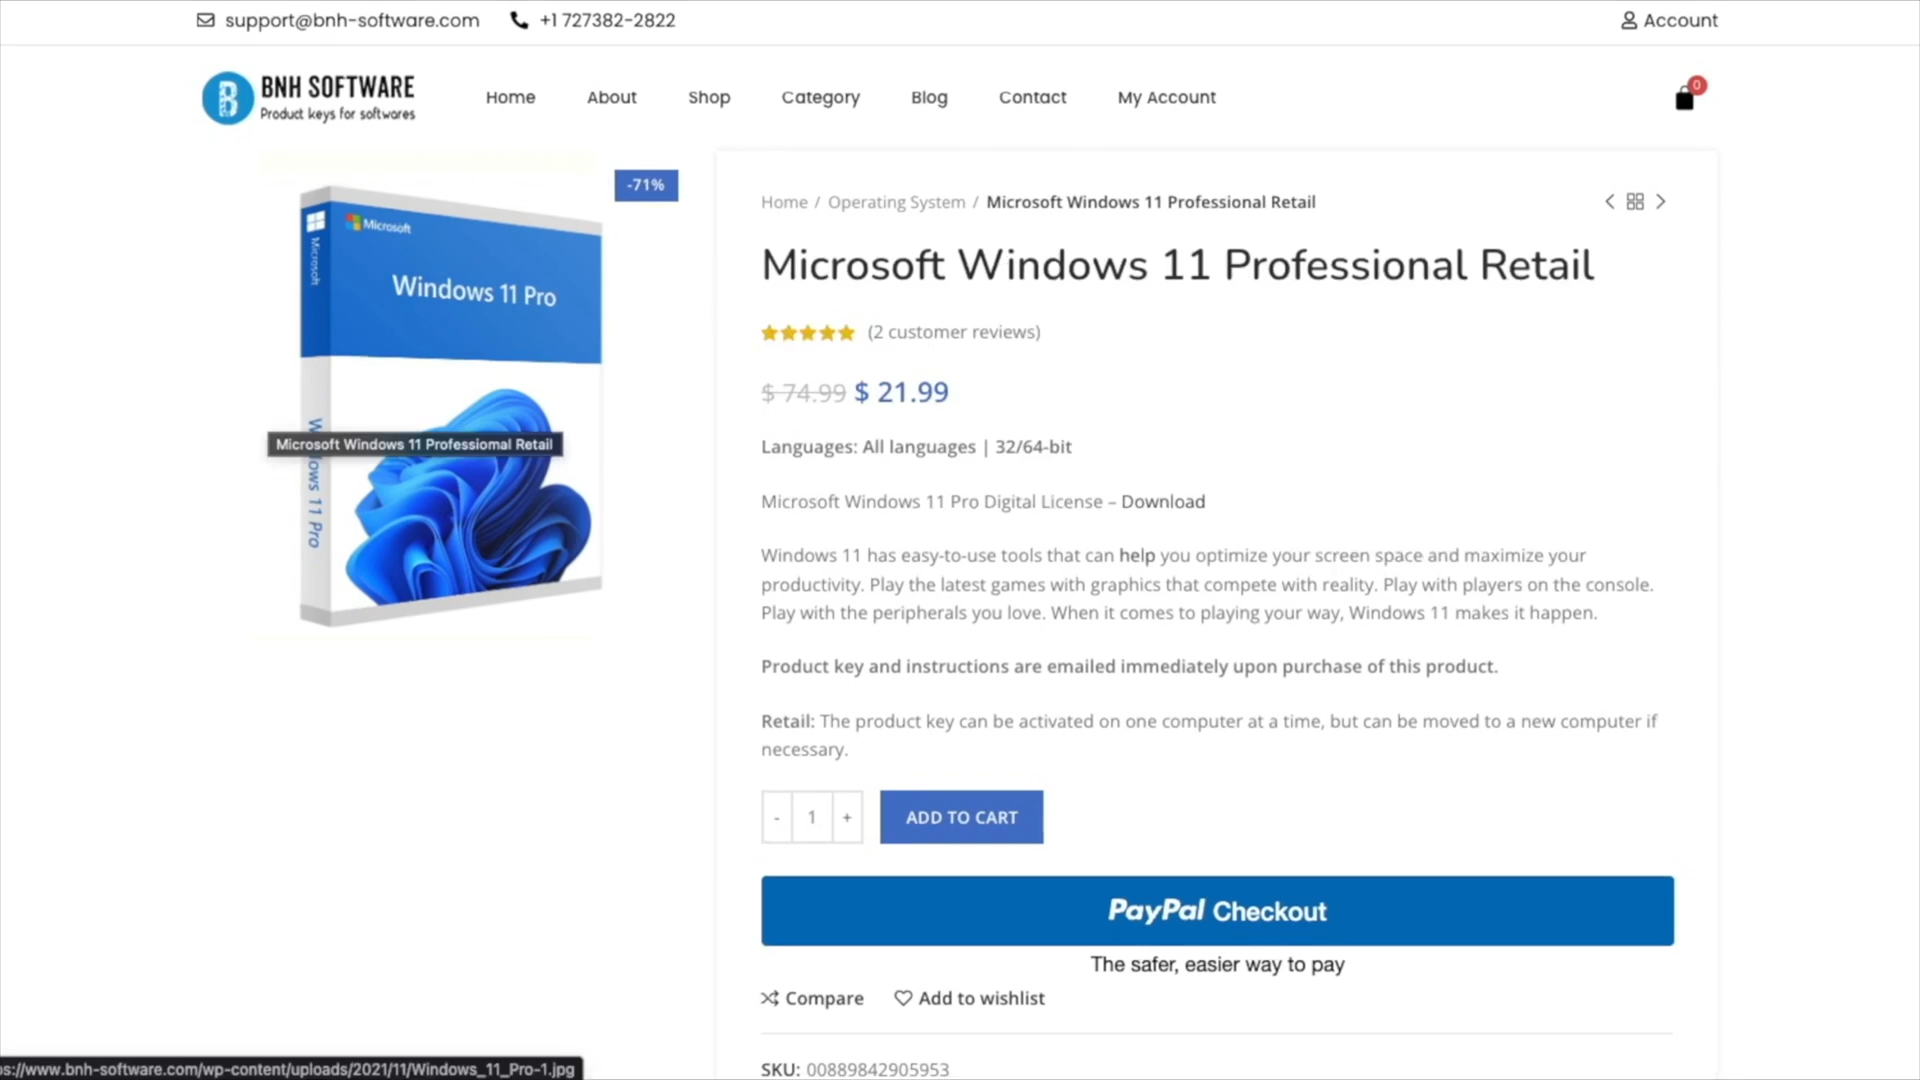 support@bnh-software.com +1 727382-2822 Account
BNH SOFTWARE
Product keys for softwares
Home About Shop Category Blog Contact My Account 0
-71%
Microsoft
Microsoft
Windows 11 Pro
Windows 11 Pro
Microsoft Windows 11 Professiomal Retail
Home / Operating System / Microsoft Windows 11 Professional Retail
Microsoft Windows 11 Professional Retail
(2 customer reviews)
$ 74.99 $ 21.99
Languages: All languages | 32/64-bit
Microsoft Windows 11 Pro Digital License – Download
Windows 11 has easy-to-use tools that can help you optimize your screen space and maximize your
productivity. Play the latest games with graphics that compete with reality. Play with players on the console.
Play with the peripherals you love. When it comes to playing your way, Windows 11 makes it happen.
Product key and instructions are emailed immediately upon purchase of this product.
Retail: The product key can be activated on one computer at a time, but can be moved to a new computer if
necessary.
- 1 + ADD TO CART
PayPal Checkout
The safer, easier way to pay
Compare Add to wishlist
SKU: 00889842905953
ps://www.bnh-software.com/wp-content/uploads/2021/11/Windows_11_Pro-1.jpg